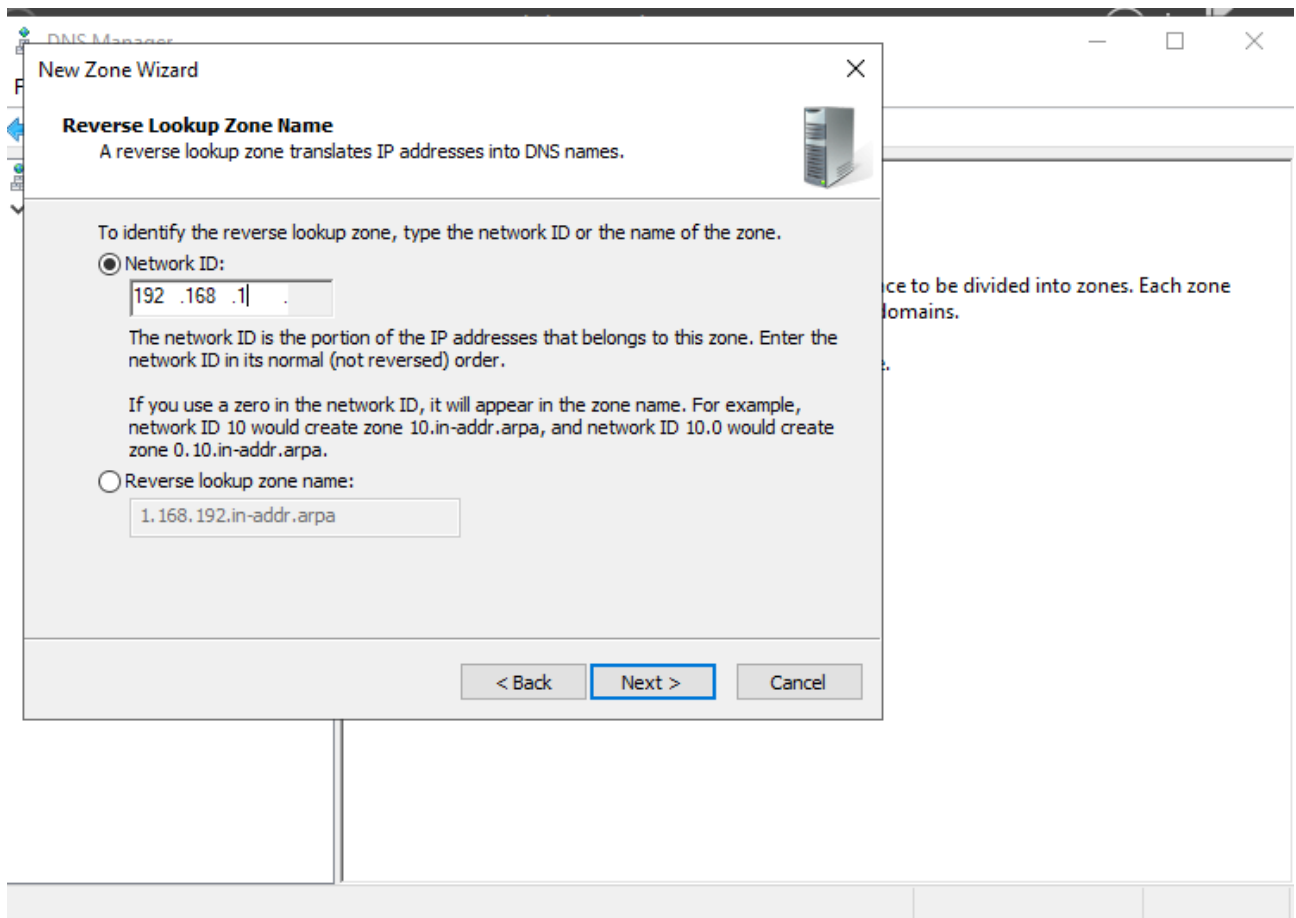 DNS Manager
New Zone Wizard
Reverse Lookup Zone Name
A reverse lookup zone translates IP addresses into DNS names.
To identify the reverse lookup zone, type the network ID or the name of the zone.
Network ID:
192 .168 .1 .
The network ID is the portion of the IP addresses that belongs to this zone. Enter the
network ID in its normal (not reversed) order.
If you use a zero in the network ID, it will appear in the zone name. For example,
network ID 10 would create zone 10.in-addr.arpa, and network ID 10.0 would create
zone 0.10.in-addr.arpa.
Reverse lookup zone name:
1.168.192.in-addr.arpa
< Back Next > Cancel
to be divided into zones. Each zone